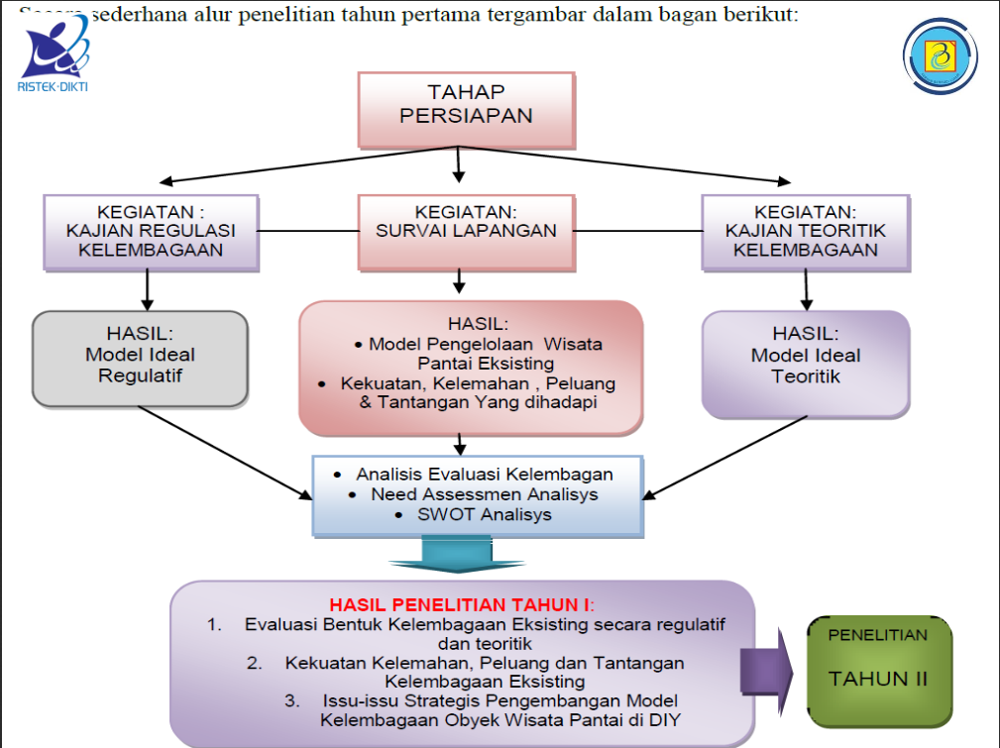 Secara sederhana alur penelitian tahun pertama tergambar dalam bagan berikut:
RISTEK-DIKTI
TAHAP
PERSIAPAN
KEGIATAN :
KAJIAN REGULASI
KELEMBAGAAN
KEGIATAN:
SURVAI LAPANGAN
KEGIATAN:
KAJIAN TEORITIK
KELEMBAGAAN
HASIL:
Model Ideal
Regulatif
HASIL:
• Model Pengelolaan Wisata
Pantai Eksisting
• Kekuatan, Kelemahan , Peluang
& Tantangan Yang dihadapi
HASIL:
Model Ideal
Teoritik
• Analisis Evaluasi Kelembagan
• Need Assessmen Analisys
• SWOT Analisys
HASIL PENELITIAN TAHUN I:
1. Evaluasi Bentuk Kelembagaan Eksisting secara regulatif
dan teoritik
2. Kekuatan Kelemahan, Peluang dan Tantangan
Kelembagaan Eksisting
3. Issu-issu Strategis Pengembangan Model
Kelembagaan Obyek Wisata Pantai di DIY
PENELITIAN
TAHUN II